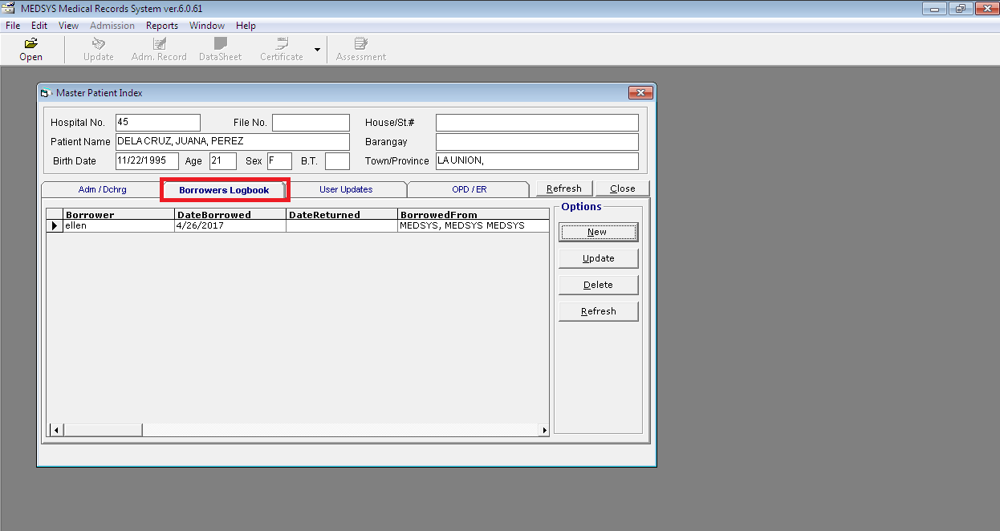 MEDSYS Medical Records System ver.6.0.61
File Edit View Admission Reports Window Help
Open Update Adm. Record DataSheet Certificate Assessment
Master Patient Index
Hospital No. 45 File No. House/St.#
Patient Name DELA CRUZ, JUANA, PEREZ Barangay
Birth Date 11/22/1995 Age 21 Sex F B.T. Town/Province LA UNION,
Adm / Dchrg Borrowers Logbook User Updates OPD / ER Refresh Close
Options
Borrower DateBorrowed DateReturned BorrowedFrom
ellen 4/26/2017 MEDSYS, MEDSYS MEDSYS
New
Update
Delete
Refresh